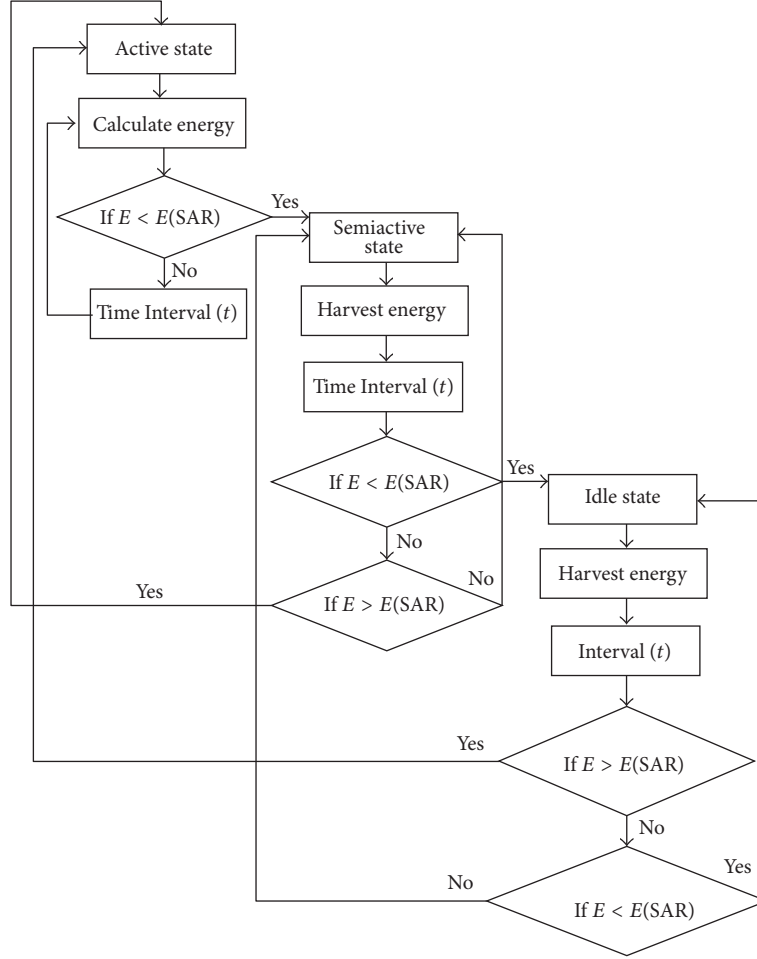 Active state
Calculate energy
If E < E(SAR)
Yes
No
Time Interval (t)
Semiactive
state
Harvest energy
Time Interval (t)
If E < E(SAR)
Yes
No
If E > E(SAR)
No
Yes
Idle state
Harvest energy
Interval (t)
If E > E(SAR)
Yes
No
If E < E(SAR)
No
Yes